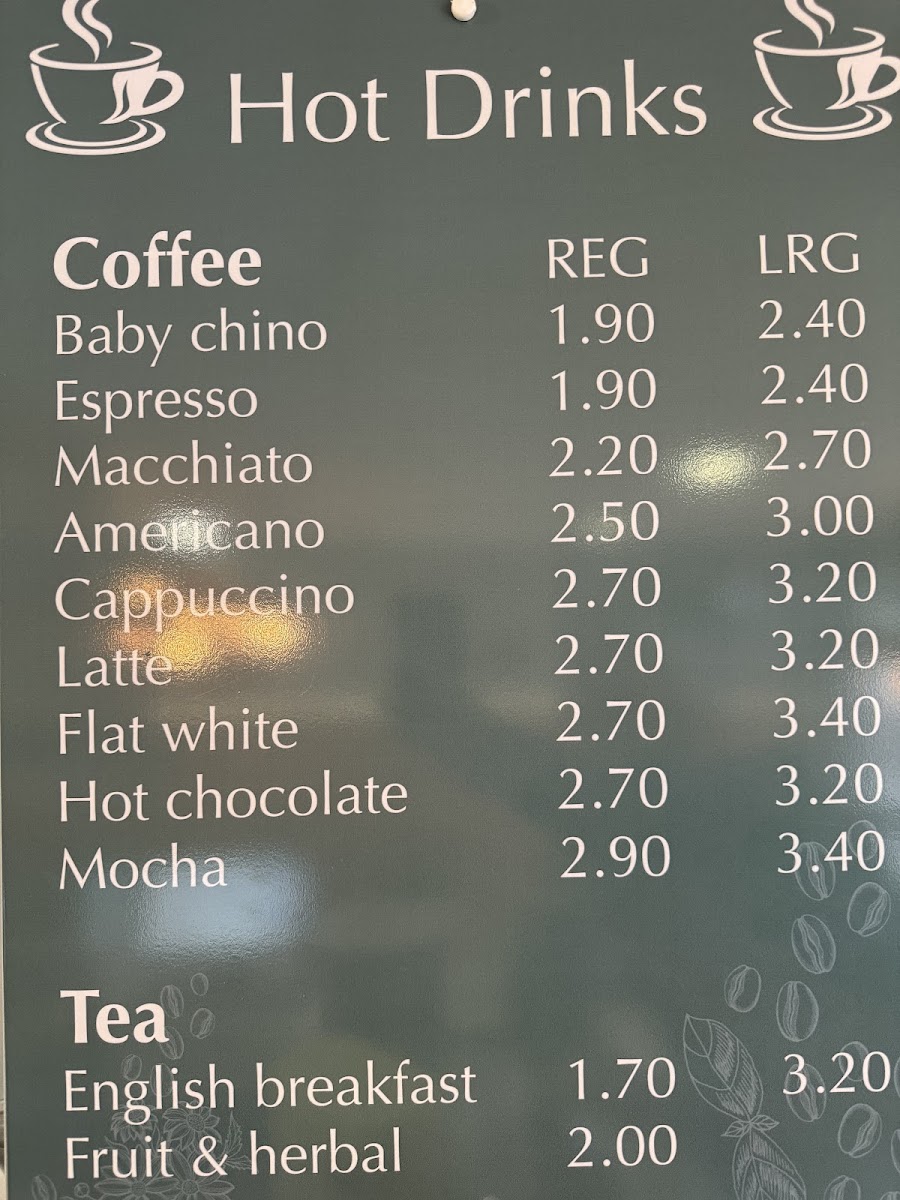 Hot Drinks
Coffee REG LRG
Baby chino 1.90 2.40
Espresso 1.90 2.40
Macchiato 2.20 2.70
Americano 2.50 3.00
Cappuccino 2.70 3.20
Latte 2.70 3.20
Flat white 2.70 3.40
Hot chocolate 2.70 3.20
Mocha 2.90 3.40
Tea
English breakfast 1.70 3.20
Fruit & herbal 2.00